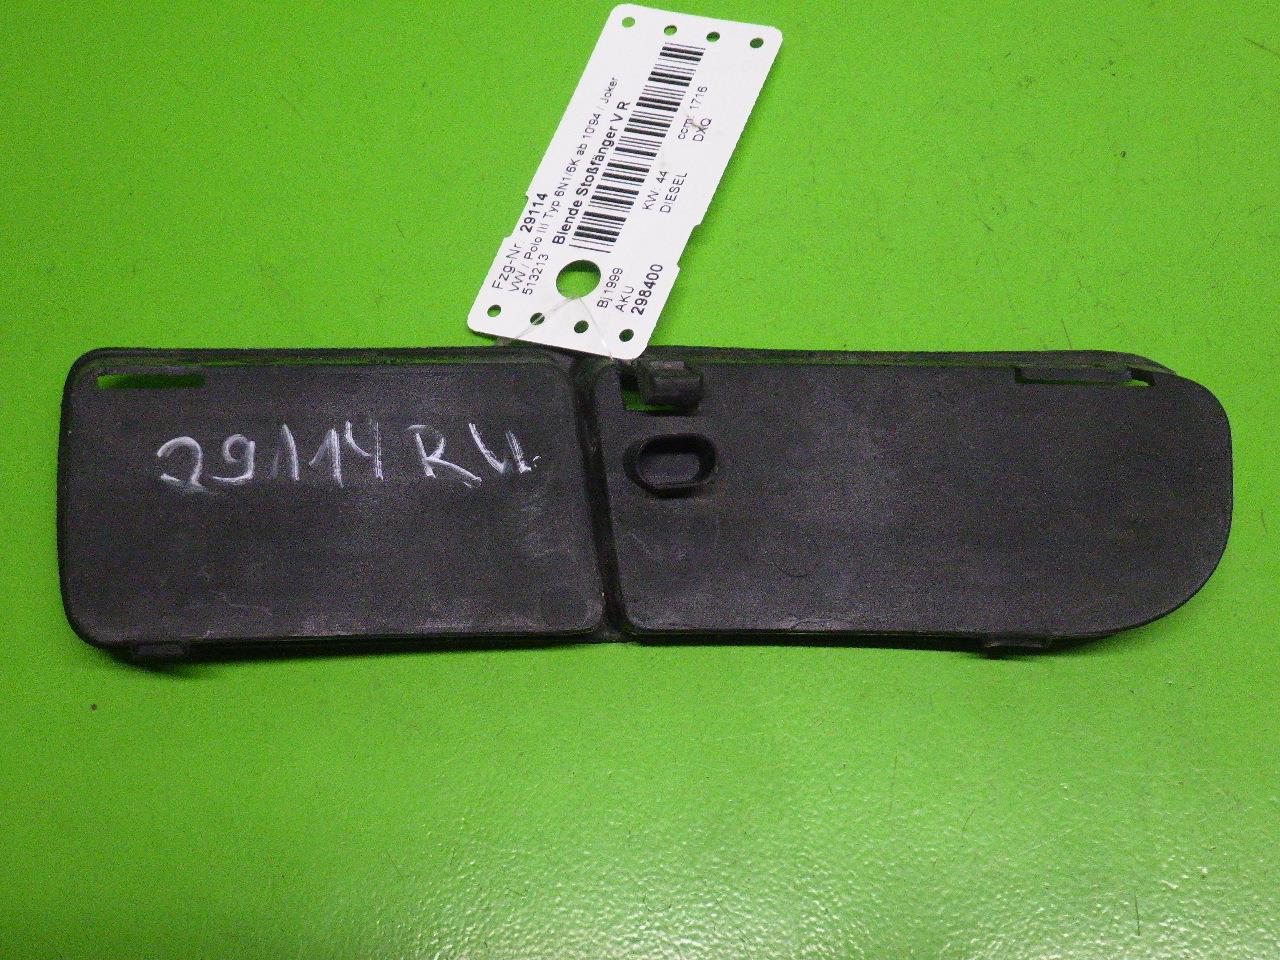 Fzg-Nr. 29114
VW / Polo III Typ 6N1/6K ab 10'94 / Joker
513213 Blende Stoßfänger V R
Bj 1999 KW: 44 ccm: 1716
AKU DIESEL DXQ
298400
29114 R V